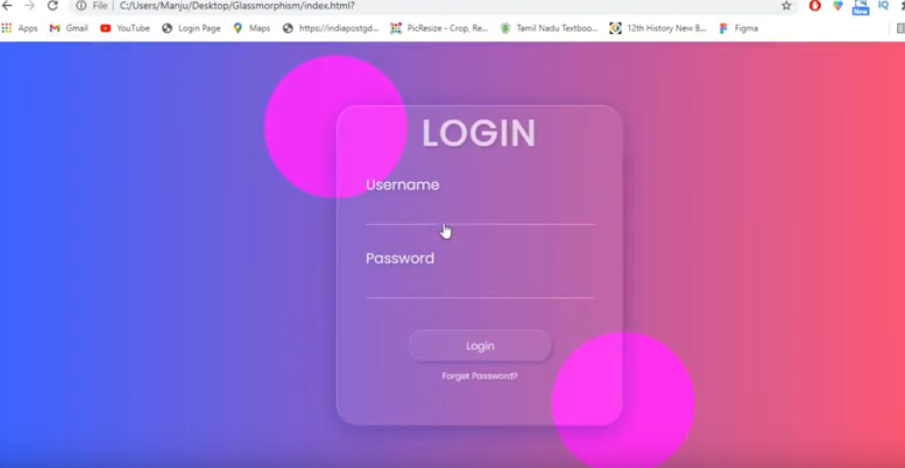 File C:/Users/Manju/Desktop/Glassmorphism/index.html?
New IQ
Apps Gmail YouTube Login Page Maps https://indiapostgd... PicResize - Crop, Re... Tamil Nadu Textboo... 12th History New B... Figma
LOGIN
Username
Password
Login
Forget Password?